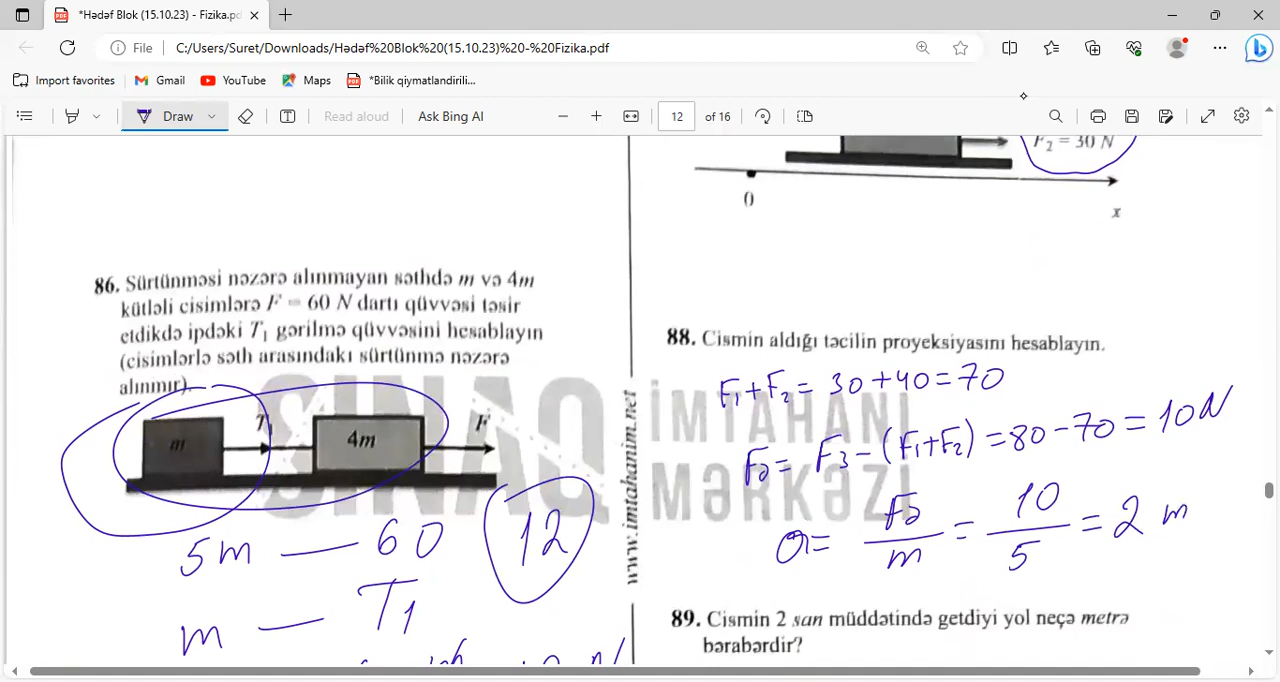 *Hədəf Blok (15.10.23) - Fizika.pd
File C:/Users/Suret/Downloads/Hədəf%20Blok%20(15.10.23)%20-%20Fizika.pdf
Import favorites Gmail YouTube Maps *Bilik qiymatlandirili...
Draw Read aloud Ask Bing AI 12 of 16
86. Sürtünməsi nəzərə alınmayan səthdə m və 4m
kütləli cisimlərə F = 60 N dartı qüvvəsi təsir
etdikdə ipdəki T1 gərilmə qüvvəsini hesablayın
(cisimlərlə səth arasındakı sürtünmə nəzərə
alınmır).
m T1 4m F
5m — 60 12
m — T1
SINAQ İMTAHANI
MƏRKƏZİ
www.imtahanim.net
F2 = 30 N
0
x
88. Cismin aldığı təcilin proyeksiyasını hesablayın.
F1+F2 = 30+40=70
Fə = F3 - (F1+F2) =80-70=10N
a = Fə/m = 10/5 = 2 m
89. Cismin 2 san müddətində getdiyi yol neçə metrə
bərabərdir?